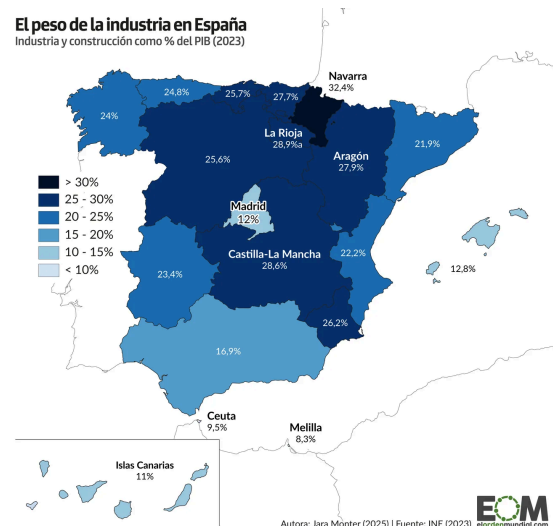 El peso de la industria en España
Industria y construcción como % del PIB (2023)
Navarra
32,4%
24,8%
25,7%
27,7%
24%
La Rioja
28,9%a
21,9%
25,6%
Aragón
27,9%
> 30%
25 - 30%
20 - 25%
15 - 20%
10 - 15%
< 10%
Madrid
12%
Castilla-La Mancha
28,6%
22,2%
12,8%
23,4%
26,2%
16,9%
Ceuta
9,5%
Melilla
8,3%
Islas Canarias
11%
Autora: Jara Monter (2025) | Fuente: INE (2023)
EOM
elordenmundial.com